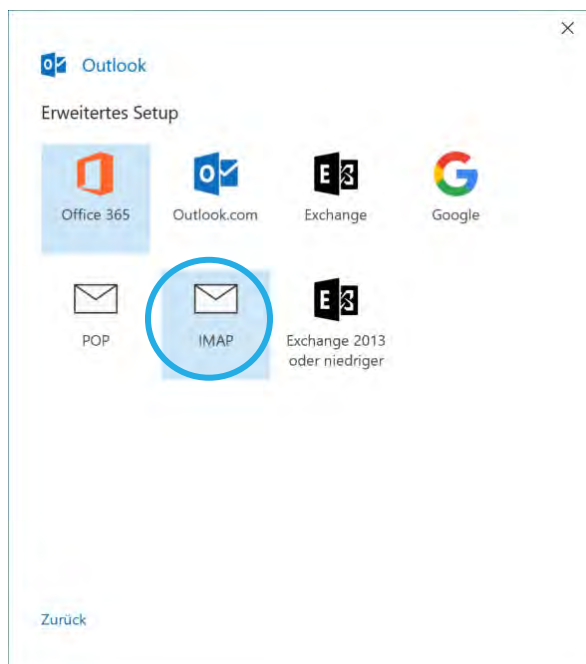 Outlook
Erweitertes Setup
Office 365
Outlook.com
Exchange
Google
POP
IMAP
Exchange 2013
oder niedriger
Zurück